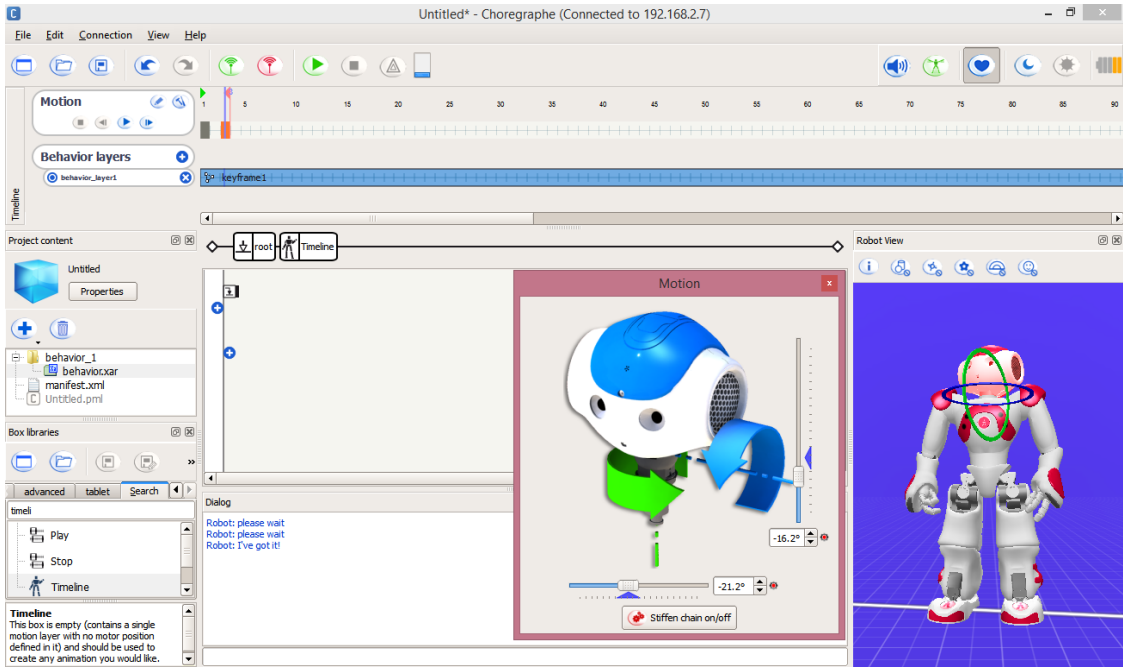 Untitled* - Choregraphe (Connected to 192.168.2.7)
File Edit Connection View Help
Motion
1 5 10 15 20 25 30 35 40 45 50 55 60 65 70 75 80 85 90
Behavior layers
behavior_layer1
keyframe1
Timeline
Project content
root
Timeline
Robot View
Untitled
Properties
behavior_1
behavior.xar
manifest.xml
Untitled.pml
Motion
-16.2°
-21.2°
Stiffen chain on/off
Box libraries
advanced tablet Search
timeli
Play
Stop
Timeline
Timeline
This box is empty (contains a single
motion layer with no motor position
defined in it) and should be used to
create any animation you would like.
Dialog
Robot: please wait
Robot: please wait
Robot: I've got it!